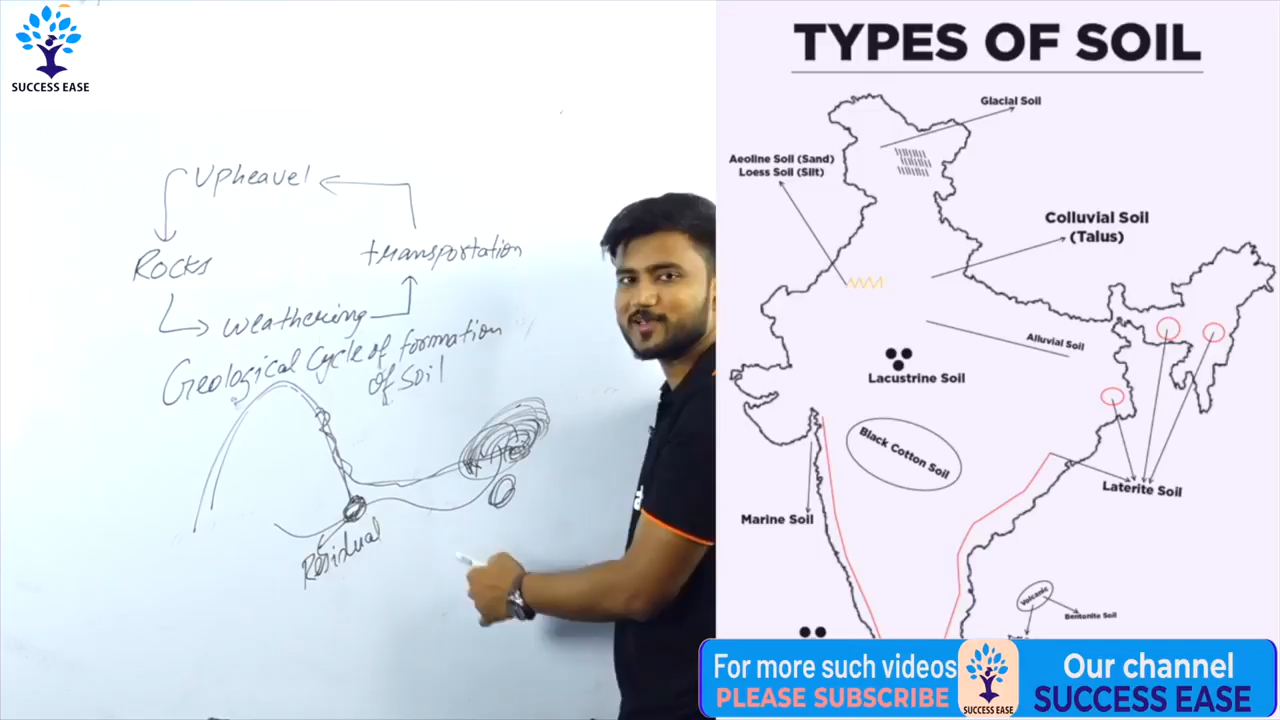 SUCCESS EASE
Upheavel
Rocks
transportation
weathering
Geological Cycle of formation
of Soil
Residual
TYPES OF SOIL
Glacial Soil
Aeoline Soil (Sand)
Loess Soil (Silt)
Colluvial Soil
(Talus)
Alluvial Soil
Lacustrine Soil
Black Cotton Soil
Laterite Soil
Marine Soil
Volcanic
Bentonite Soil
For more such videos
PLEASE SUBSCRIBE
SUCCESS EASE
Our channel
SUCCESS EASE